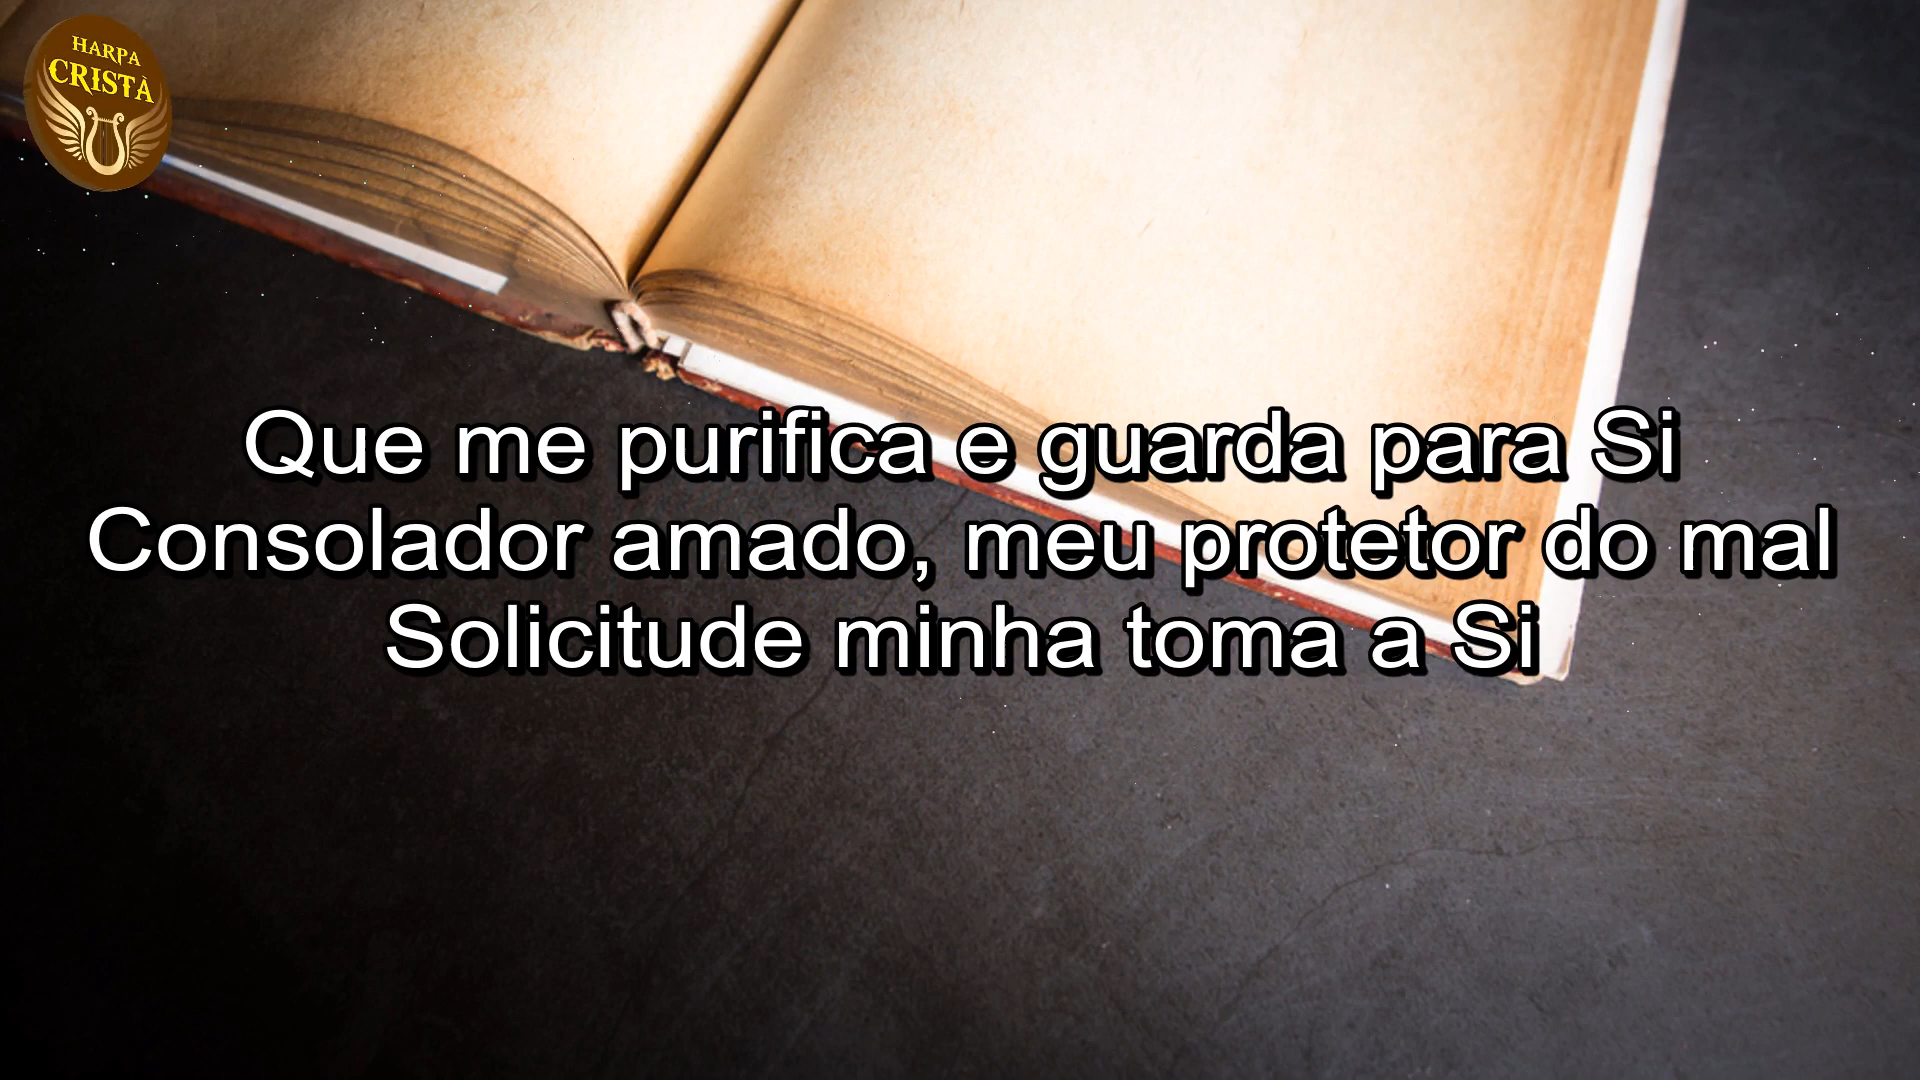 HARPA
CRISTÃ
Que me purifica e guarda para Si
Consolador amado, meu protetor do mal
Solicitude minha toma a Si